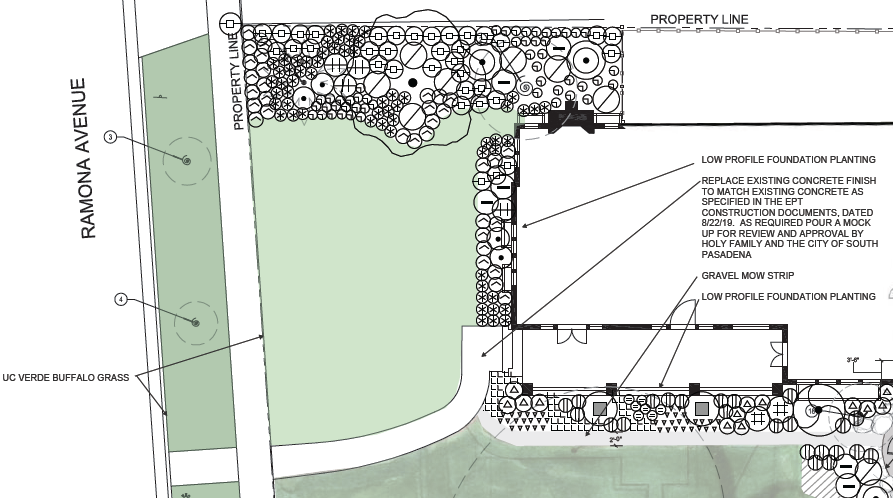 PROPERTY LINE
PROPERTY LINE
RAMONA AVENUE
3
4
LOW PROFILE FOUNDATION PLANTING
REPLACE EXISTING CONCRETE FINISH
TO MATCH EXISTING CONCRETE AS
SPECIFIED IN THE EPT
CONSTRUCTION DOCUMENTS, DATED
8/22/19. AS REQUIRED POUR A MOCK
UP FOR REVIEW AND APPROVAL BY
HOLY FAMILY AND THE CITY OF SOUTH
PASADENA
GRAVEL MOW STRIP
LOW PROFILE FOUNDATION PLANTING
3'-6"
UC VERDE BUFFALO GRASS
2'-0"